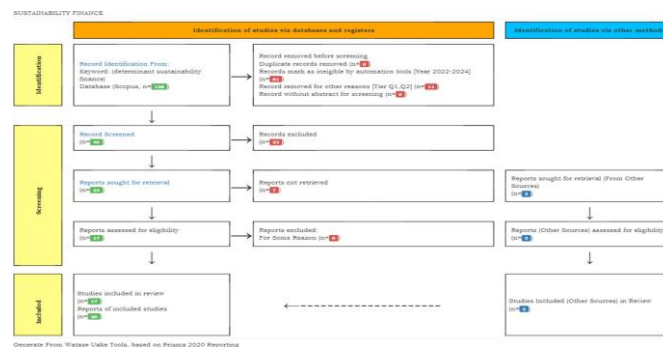 SUSTAINABILITY FINANCE
Identification of studies via databases and registers
Identification of studies via other methods
Identification
Record Identification From:
Keyword: (determinant sustainability
finance)
Database (Scopus, n=
Record removed before screening
Duplicate records removed (n=
Records mark as ineigible by automation tools [Year 2022-2024]
(n=
Record removed for other reasons [Tier Q1,Q2] (n=
Record without abstract for screening (n=
Screening
Record Screened
(n=
Records excluded
(n=
Reports sought for retrieval
(n=
Reports not retrieved
(n=
Reports sought for retrieval (From Other
Sources)
(n=
Reports assessed for eligibility
(n=
Reports excluded:
For Some Reason (n=
Reports (Other Sources) assessed for eligibility
(n=
Included
Studies included in review
(n=
Reports of included studies
(n=
Studies Included (Other Sources) in Review
(n=
Generate From Watase Uake Tools, based on Prisma 2020 Reporting